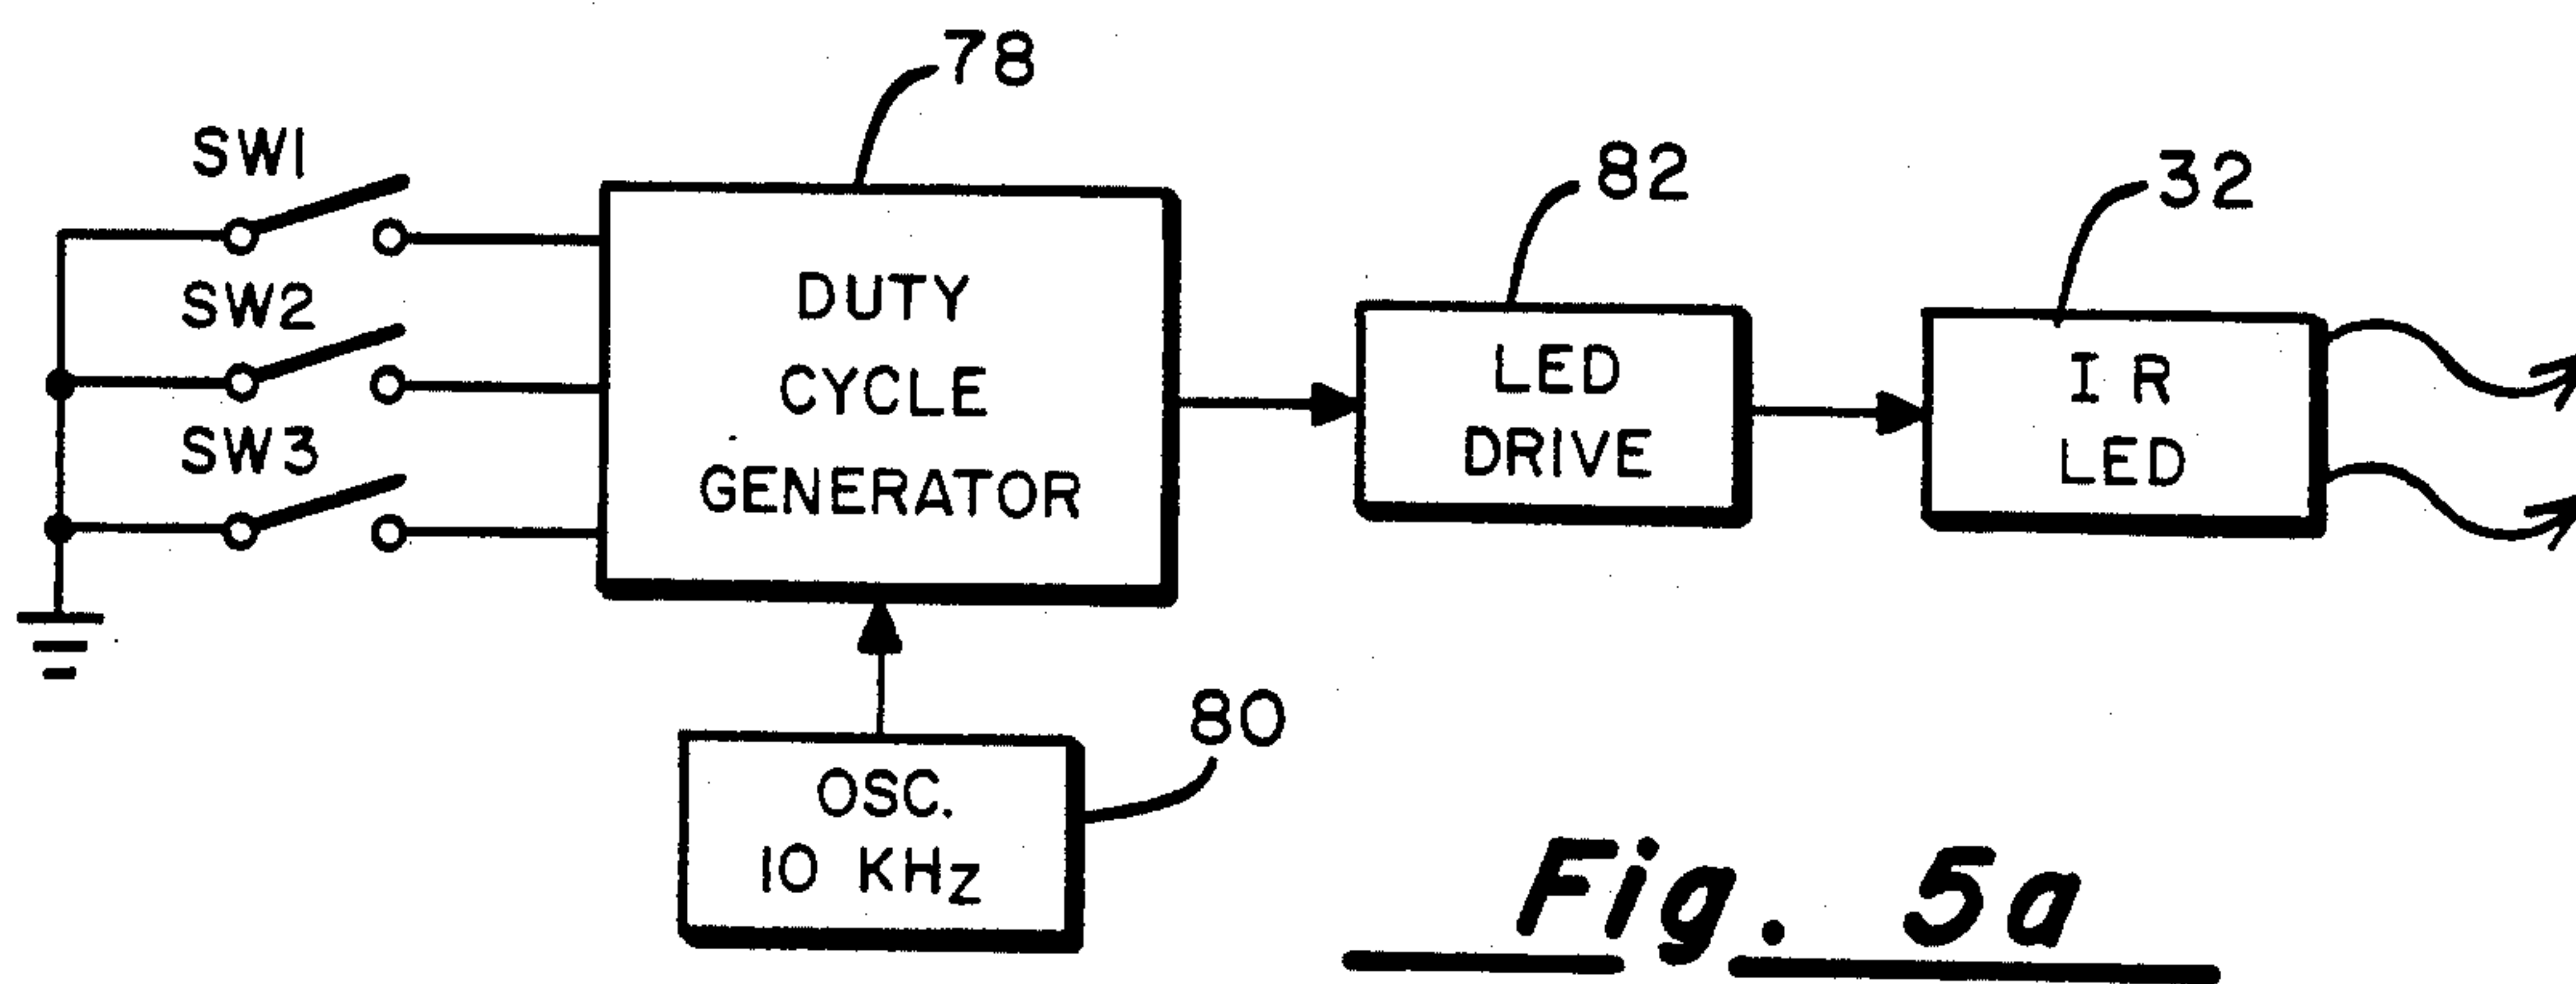 78
SW1
82
32
SW2
DUTY
CYCLE
GENERATOR
LED
DRIVE
I R
LED
SW3
80
OSC.
10 KHz
Fig. 5a